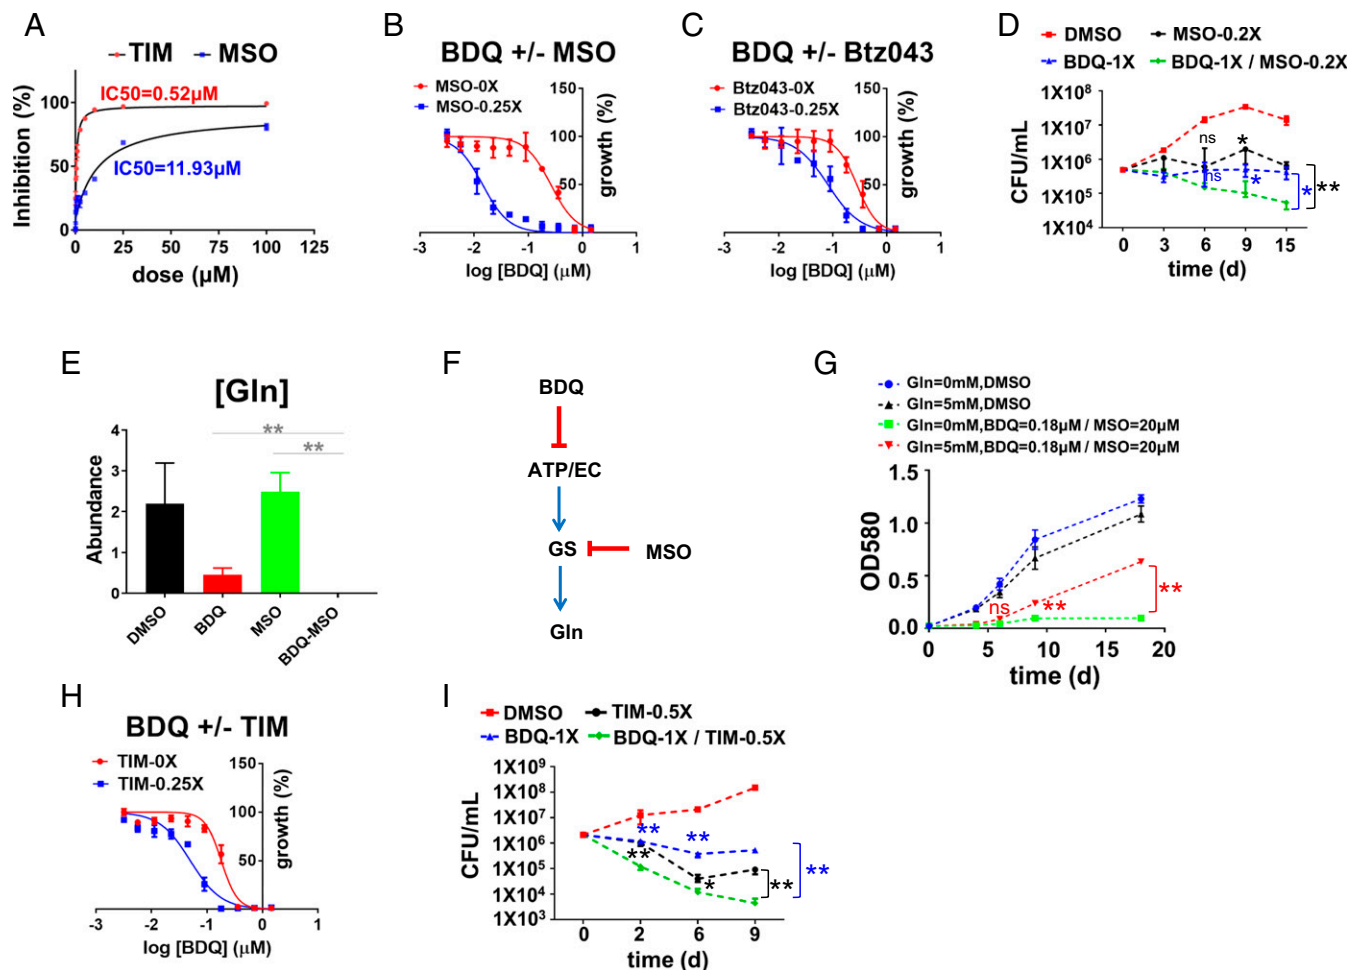 A
TIM MSO
IC50=0.52µM
IC50=11.93µM
Inhibition (%)
100
50
0
0 25 50 75 100 125
dose (µM)
B
BDQ +/- MSO
MSO-0X
MSO-0.25X
150
100
50
growth (%)
-3 -2 -1 0 1
log [BDQ] (µM)
C
BDQ +/- Btz043
Btz043-0X
Btz043-0.25X
150
100
50
growth (%)
-3 -2 -1 0 1
log [BDQ] (µM)
D
DMSO MSO-0.2X
BDQ-1X BDQ-1X / MSO-0.2X
CFU/mL
1X10⁸
1X10⁷
1X10⁶
1X10⁵
1X10⁴
ns *
ns *
* **
0 3 6 9 15
time (d)
E
[Gln]
Abundance
4
3
2
1
0
**
**
DMSO BDQ MSO BDQ-MSO
F
BDQ
ATP/EC
GS MSO
Gln
G
Gln=0mM,DMSO
Gln=5mM,DMSO
Gln=0mM,BDQ=0.18µM / MSO=20µM
Gln=5mM,BDQ=0.18µM / MSO=20µM
OD580
1.5
1.0
0.5
0.0
ns ** **
0 5 10 15 20
time (d)
H
BDQ +/- TIM
TIM-0X
TIM-0.25X
150
100
50
growth (%)
-3 -2 -1 0 1
log [BDQ] (µM)
I
DMSO TIM-0.5X
BDQ-1X BDQ-1X / TIM-0.5X
CFU/mL
1X10⁹
1X10⁸
1X10⁷
1X10⁶
1X10⁵
1X10⁴
1X10³
** **
** * ** **
0 2 6 9
time (d)